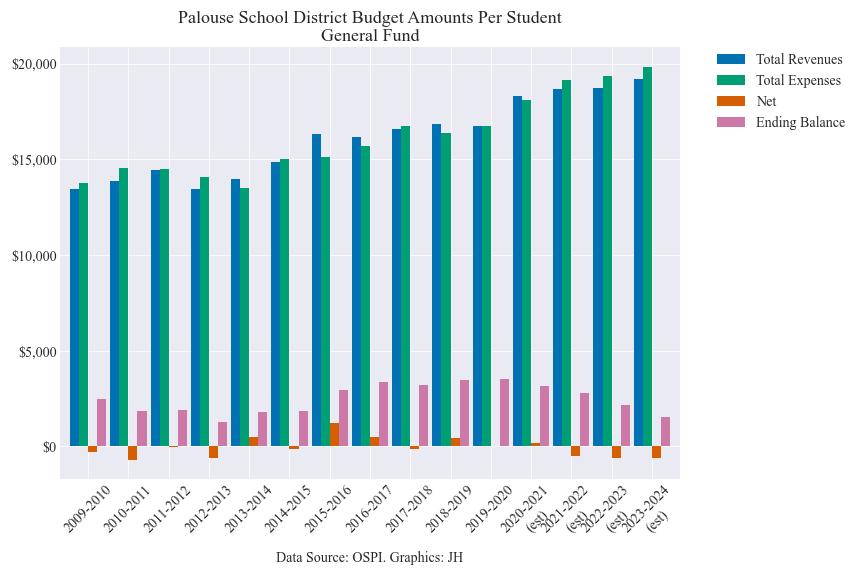 Palouse School District Budget Amounts Per Student
General Fund
Total Revenues
Total Expenses
Net
Ending Balance
$20,000
$15,000
$10,000
$5,000
$0
2009-2010
2010-2011
2011-2012
2012-2013
2013-2014
2014-2015
2015-2016
2016-2017
2017-2018
2018-2019
2019-2020
2020-2021
(est)
2021-2022
(est)
2022-2023
(est)
2023-2024
(est)
Data Source: OSPI. Graphics: JH